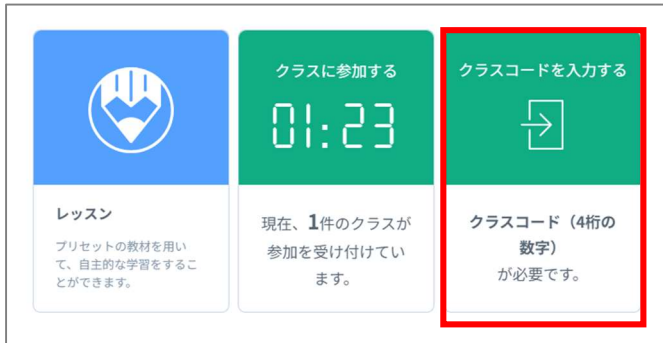 レッスン
プリセットの教材を用い
て、自主的な学習をするこ
とができます。
クラスに参加する
01:23
現在、1件のクラスが
参加を受け付けてい
ます。
クラスコードを入力する
クラスコード（4桁の
数字）
が必要です。